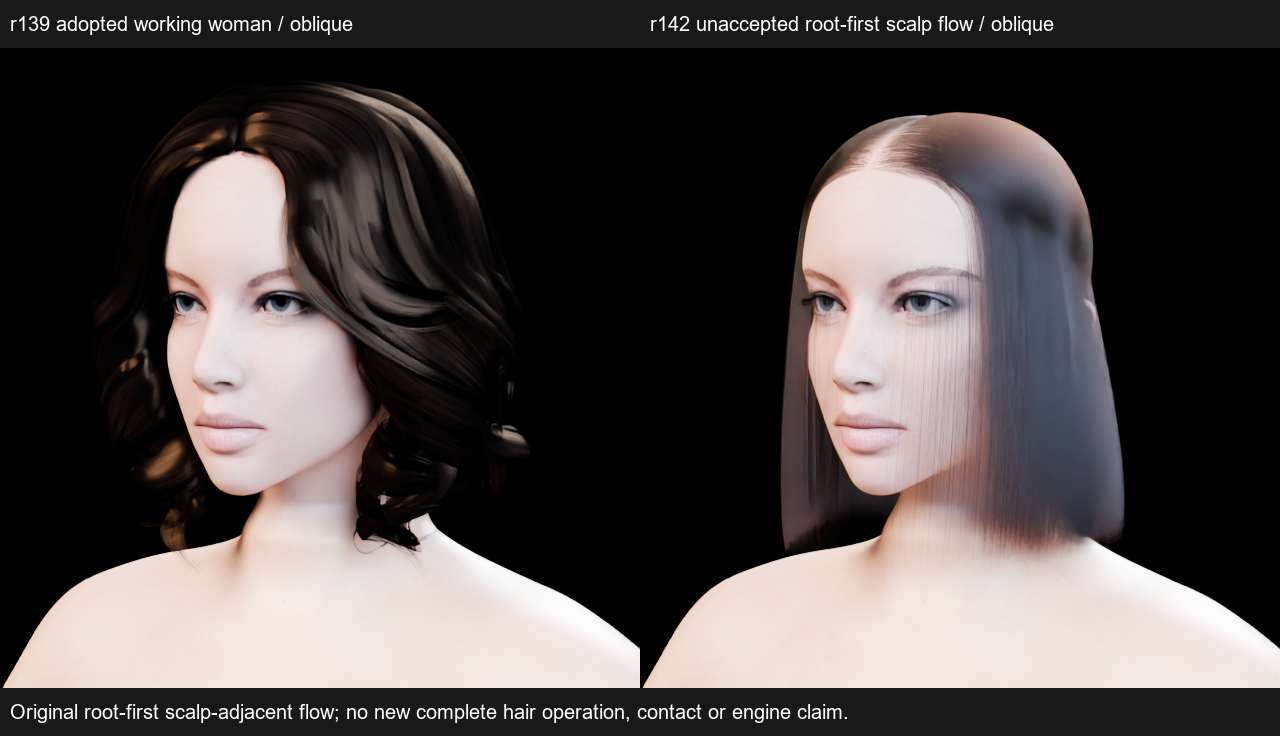 r139 adopted working woman / oblique
r142 unaccepted root-first scalp flow / oblique
Original root-first scalp-adjacent flow; no new complete hair operation, contact or engine claim.